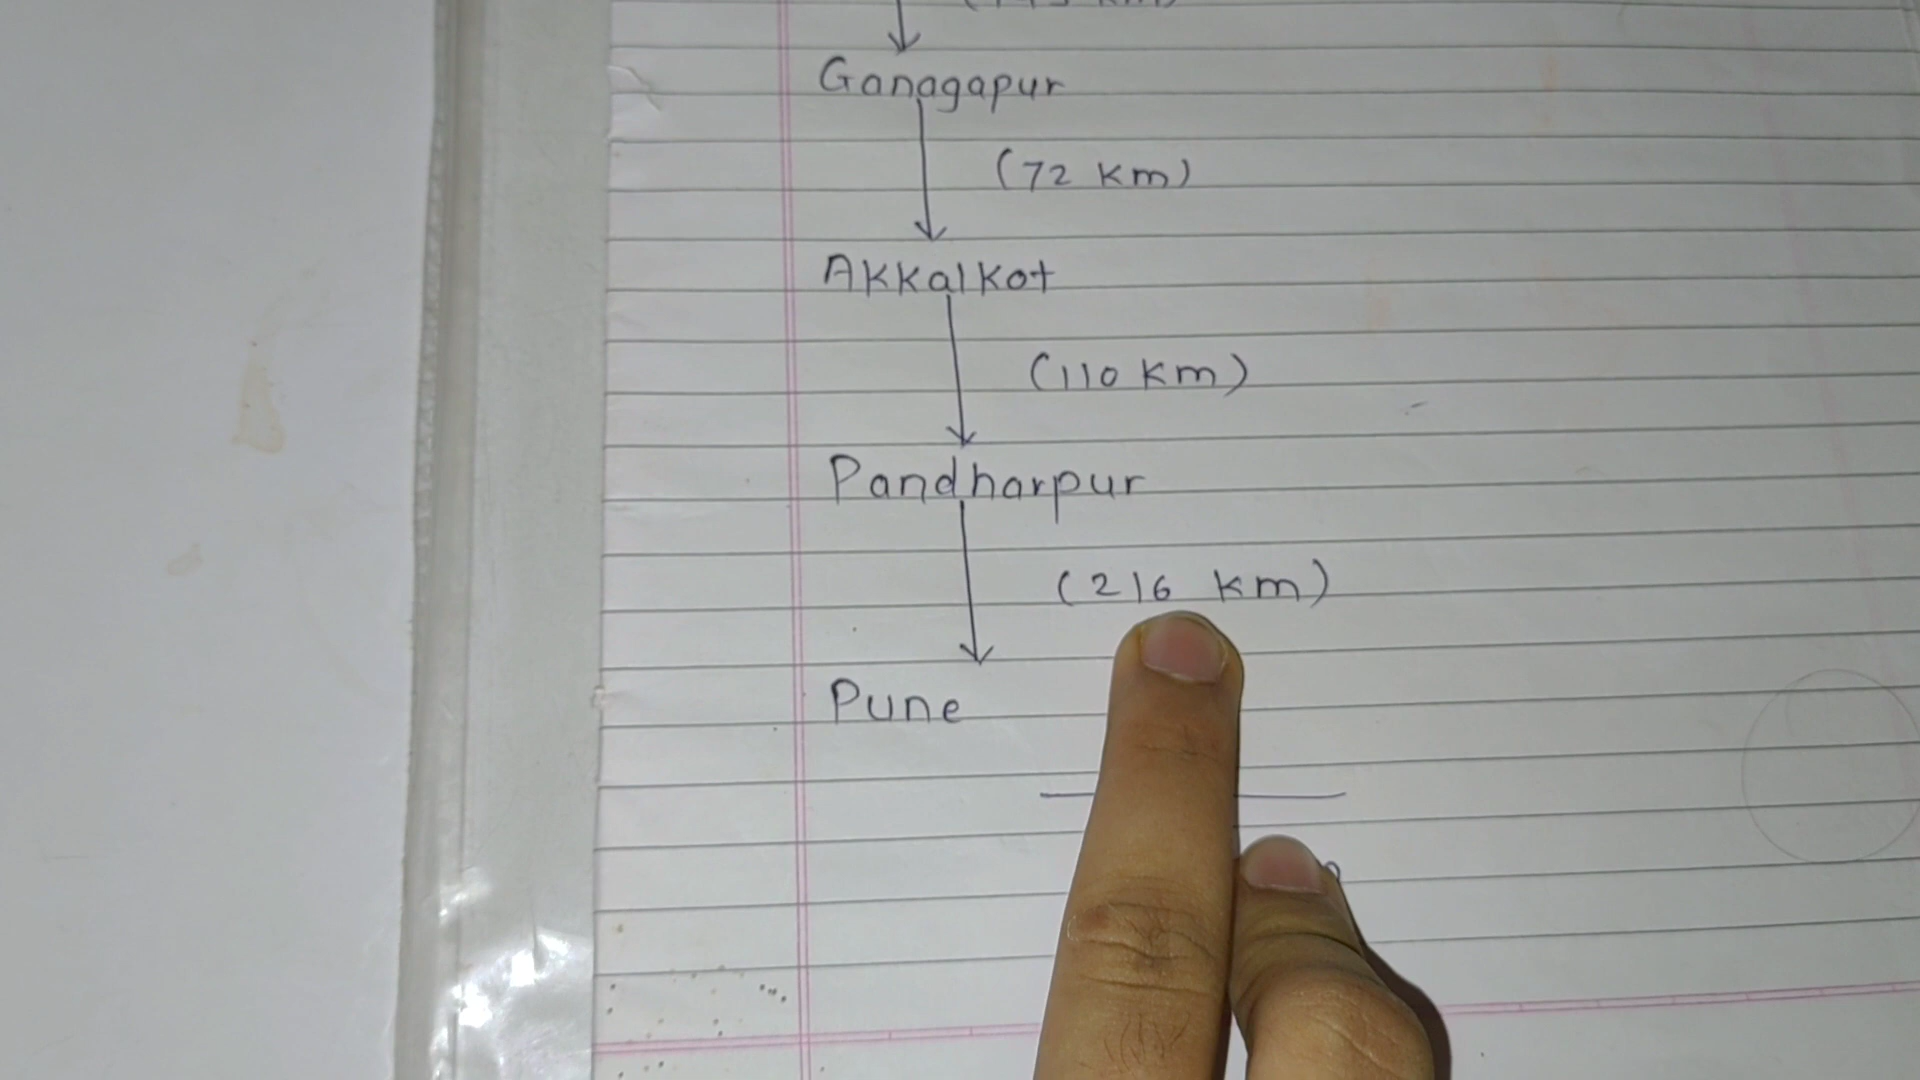 Ganagapur
(72 km)
Akkalkot
(110 km)
Pandharpur
(216 km)
Pune